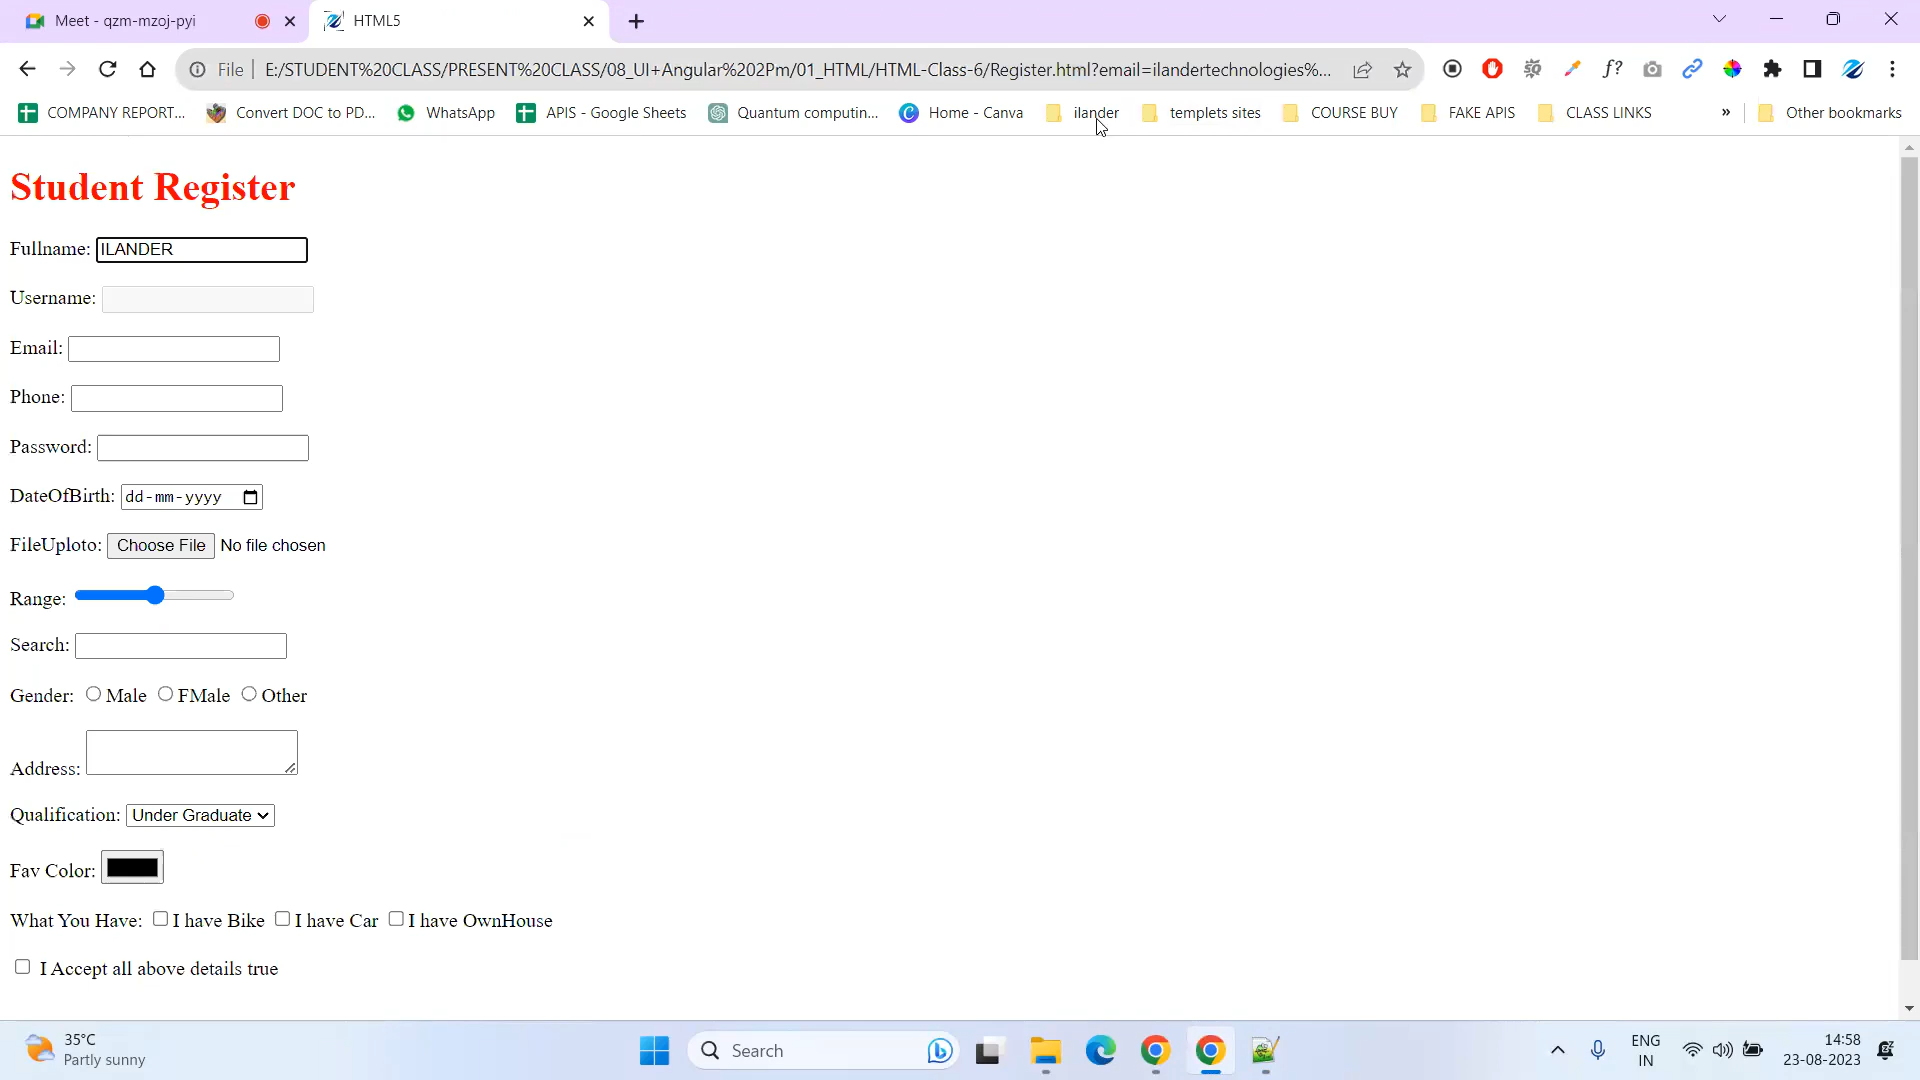 Meet - qzm-mzoj-pyi
HTML5
File
E:/STUDENT%20CLASS/PRESENT%20CLASS/08_UI+Angular%202Pm/01_HTML/HTML-Class-6/Register.html?email=ilandertechnologies%...
COMPANY REPORT...
Convert DOC to PD...
WhatsApp
APIS - Google Sheets
Quantum computin...
Home - Canva
ilander
templets sites
COURSE BUY
FAKE APIS
CLASS LINKS
»
Other bookmarks
Student Register
Fullname: ILANDER
Username:
Email:
Phone:
Password:
DateOfBirth: dd-mm-yyyy
FileUploto: Choose File No file chosen
Range:
Search:
Gender: Male FMale Other
Address:
Qualification: Under Graduate
Fav Color:
What You Have: I have Bike I have Car I have OwnHouse
I Accept all above details true
35°C
Partly sunny
Search
ENG
IN
14:58
23-08-2023